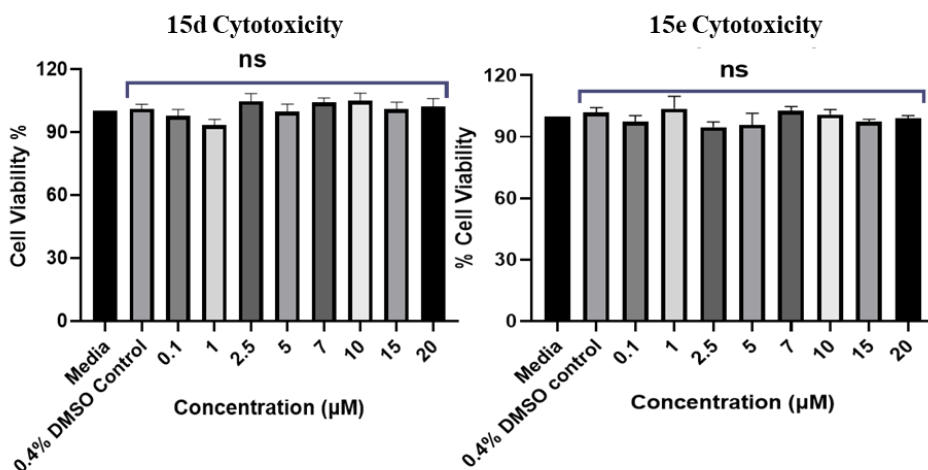 15d Cytotoxicity
ns
Cell Viability %
120
90
60
30
0
Media
0.4% DMSO Control
0.1
1
2.5
5
7
10
15
20
Concentration (µM)
15e Cytotoxicity
ns
% Cell Viability
120
90
60
30
0
Media
0.4% DMSO control
0.1
1
2.5
5
7
10
15
20
Concentration (µM)